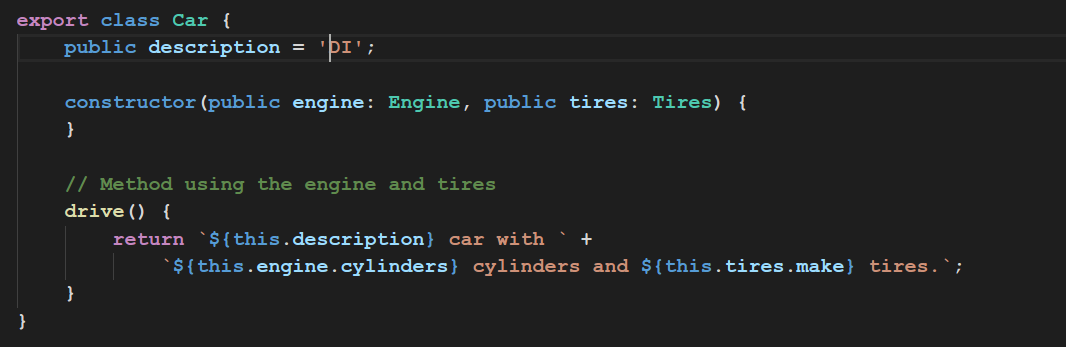 export class Car {
public description = 'DI';
constructor(public engine: Engine, public tires: Tires) {
}
// Method using the engine and tires
drive() {
return `${this.description} car with ` +
`${this.engine.cylinders} cylinders and ${this.tires.make} tires.`;
}
}